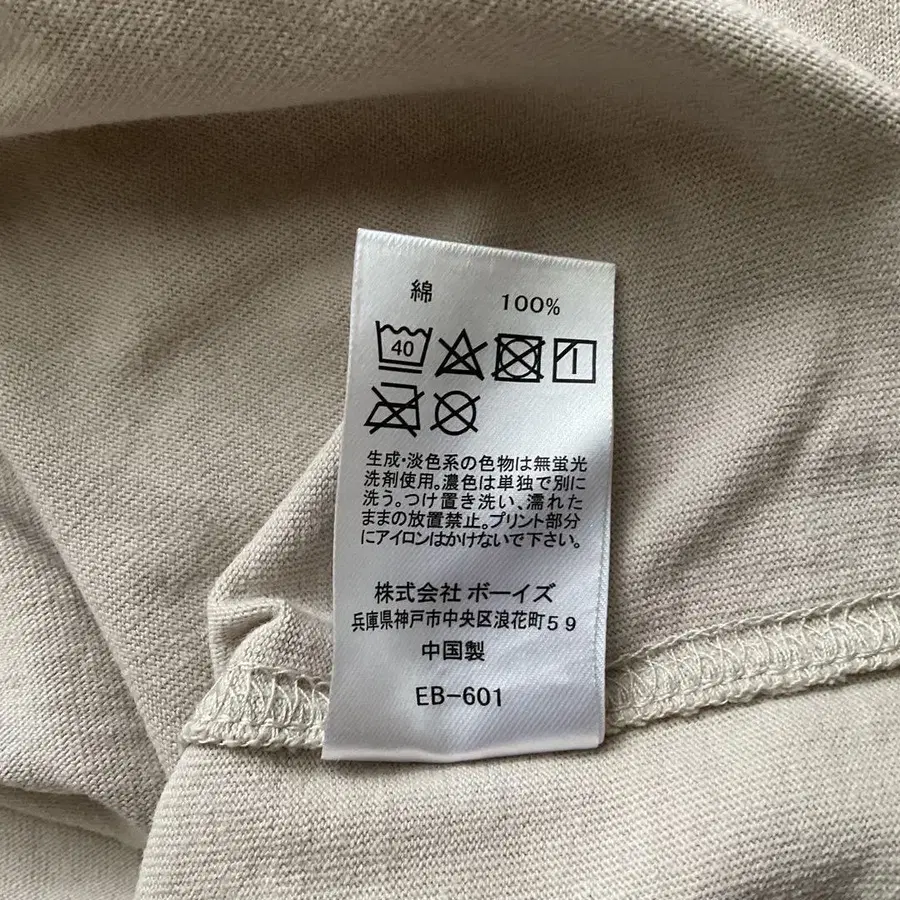 綿 100%
40
生成・淡色系の色物は無蛍光
洗剤使用。濃色は単独で別に
洗う。つけ置き洗い、濡れた
ままの放置禁止。プリント部分
にアイロンはかけないで下さい。
株式会社 ボーイズ
兵庫県神戸市中央区浪花町59
中国製
EB-601